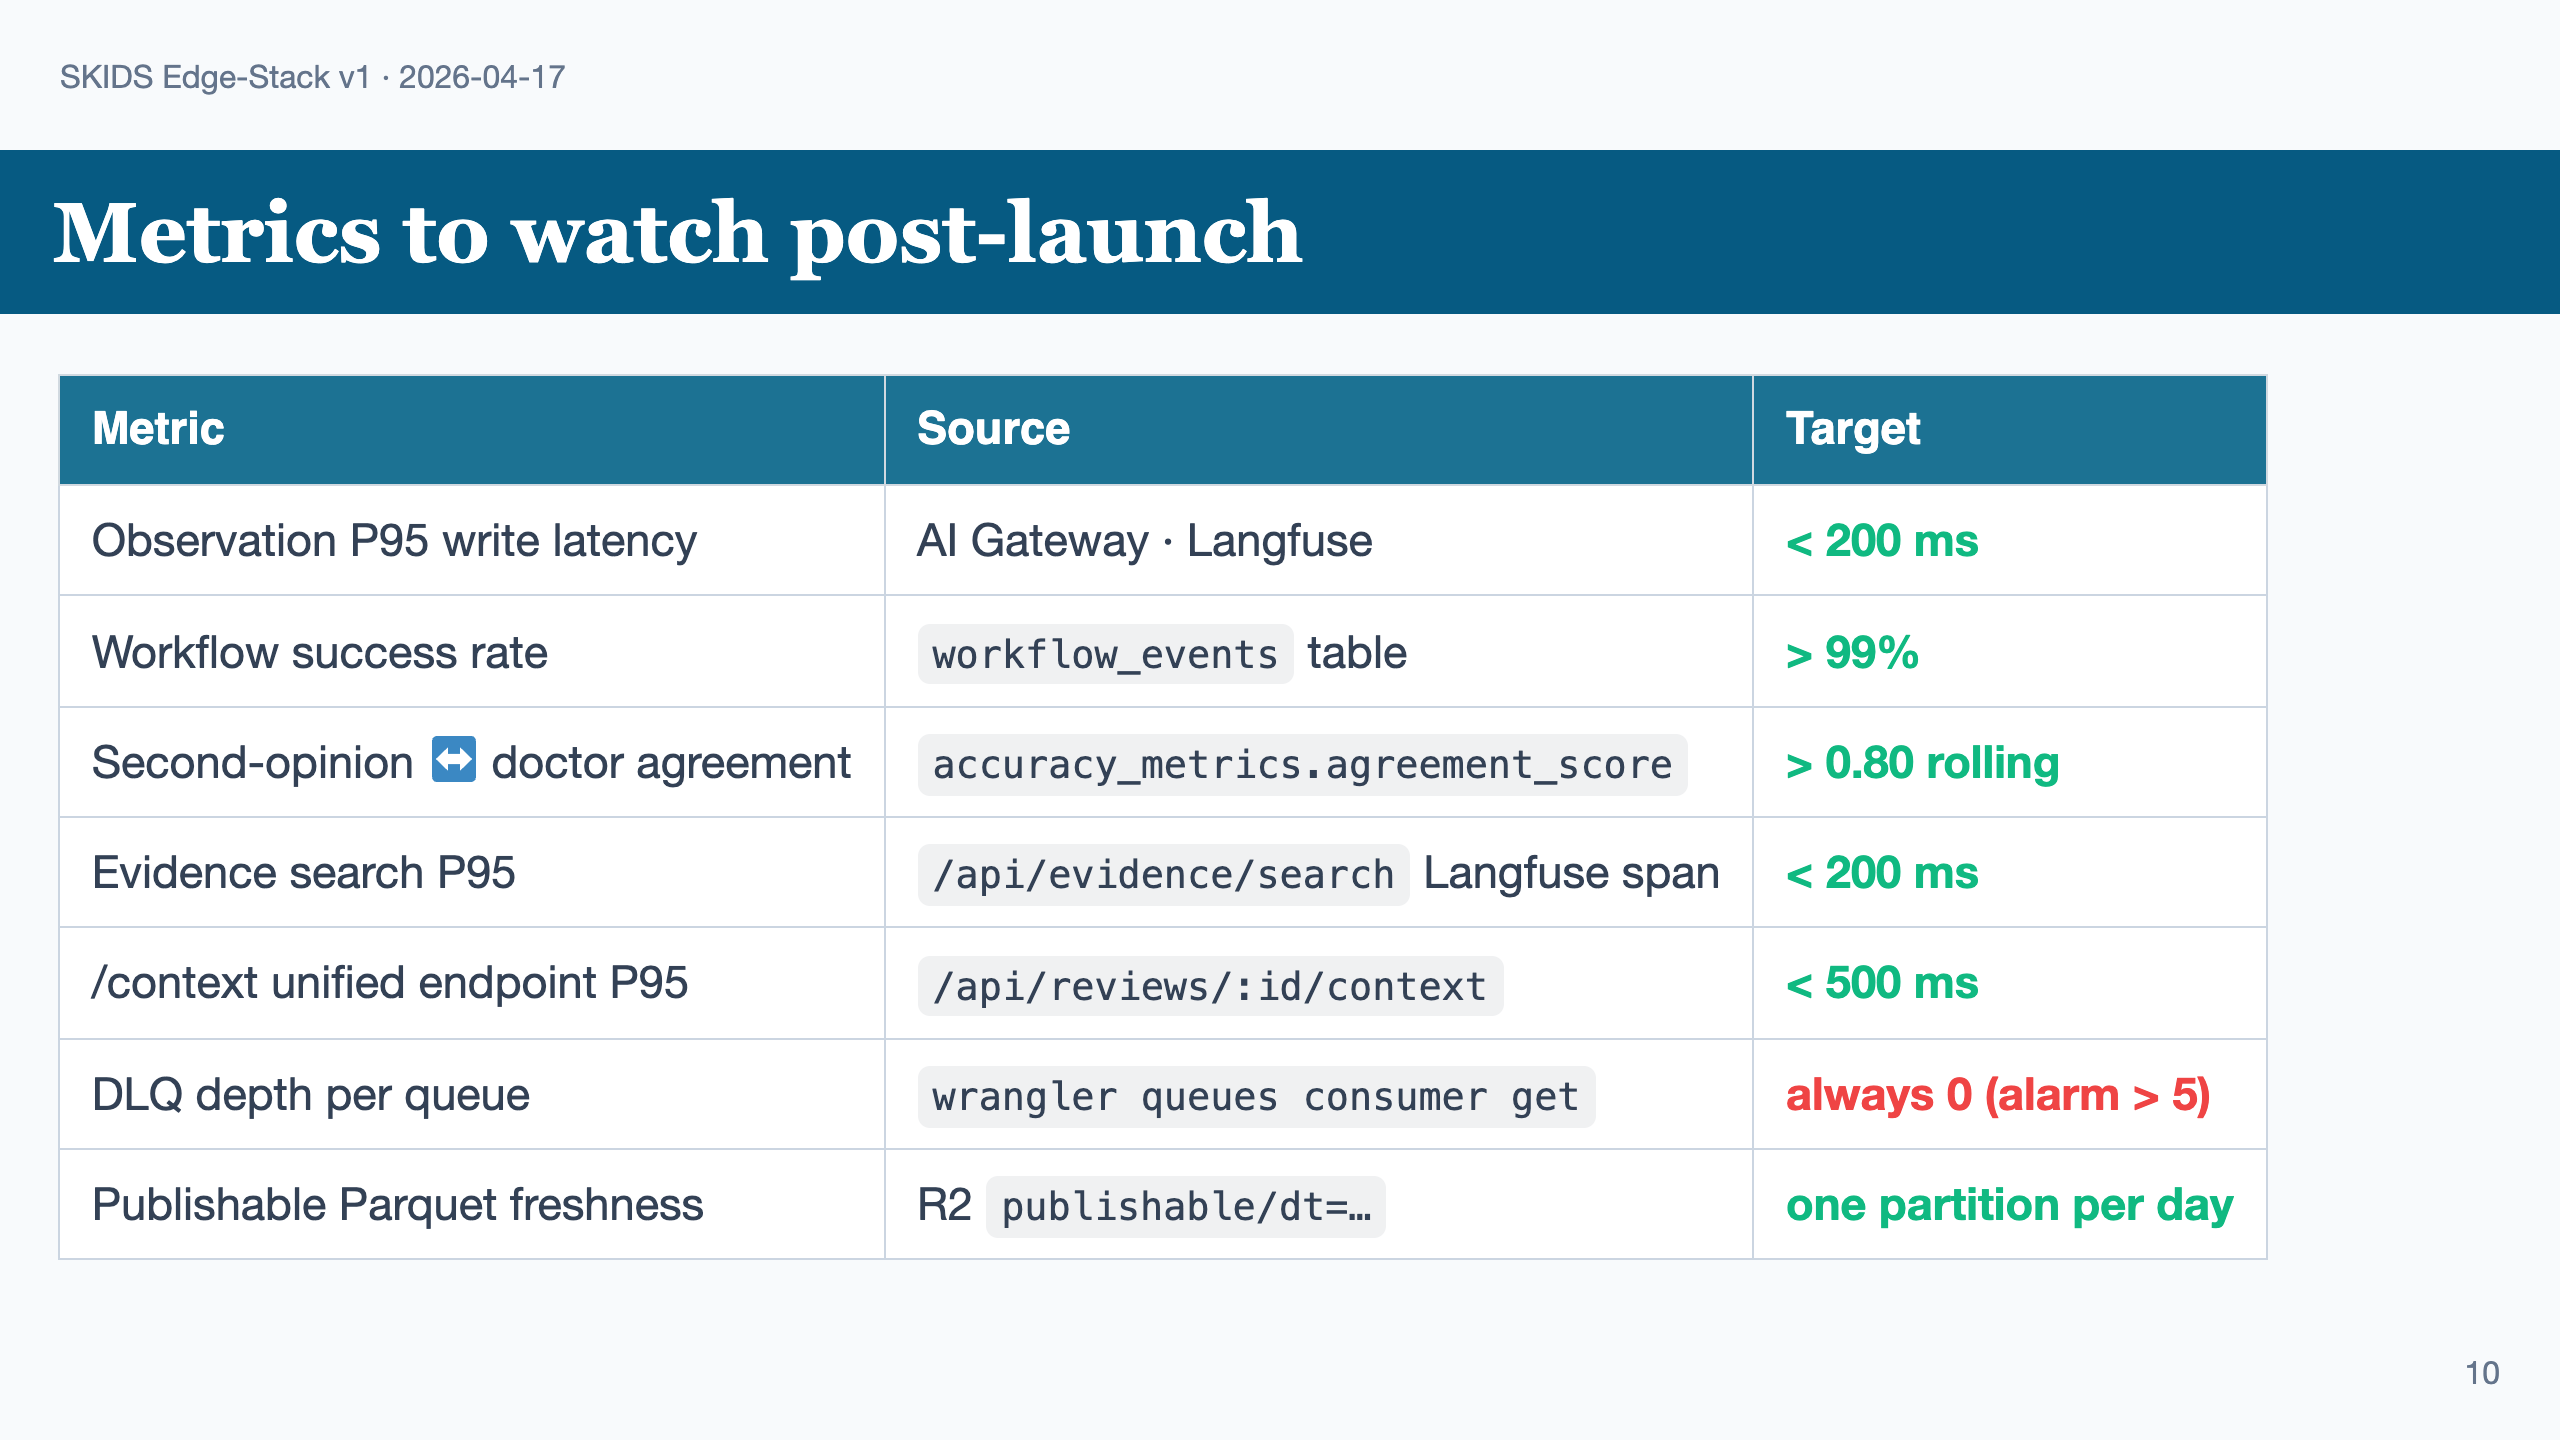 SKIDS Edge-Stack v1 · 2026-04-17
Metrics to watch post-launch
Metric Source Target
Observation P95 write latency AI Gateway · Langfuse < 200 ms
Workflow success rate workflow_events table > 99%
Second-opinion ↔️ doctor agreement accuracy_metrics.agreement_score > 0.80 rolling
Evidence search P95 /api/evidence/search Langfuse span < 200 ms
/context unified endpoint P95 /api/reviews/:id/context < 500 ms
DLQ depth per queue wrangler queues consumer get always 0 (alarm > 5)
Publishable Parquet freshness R2 publishable/dt=… one partition per day
10